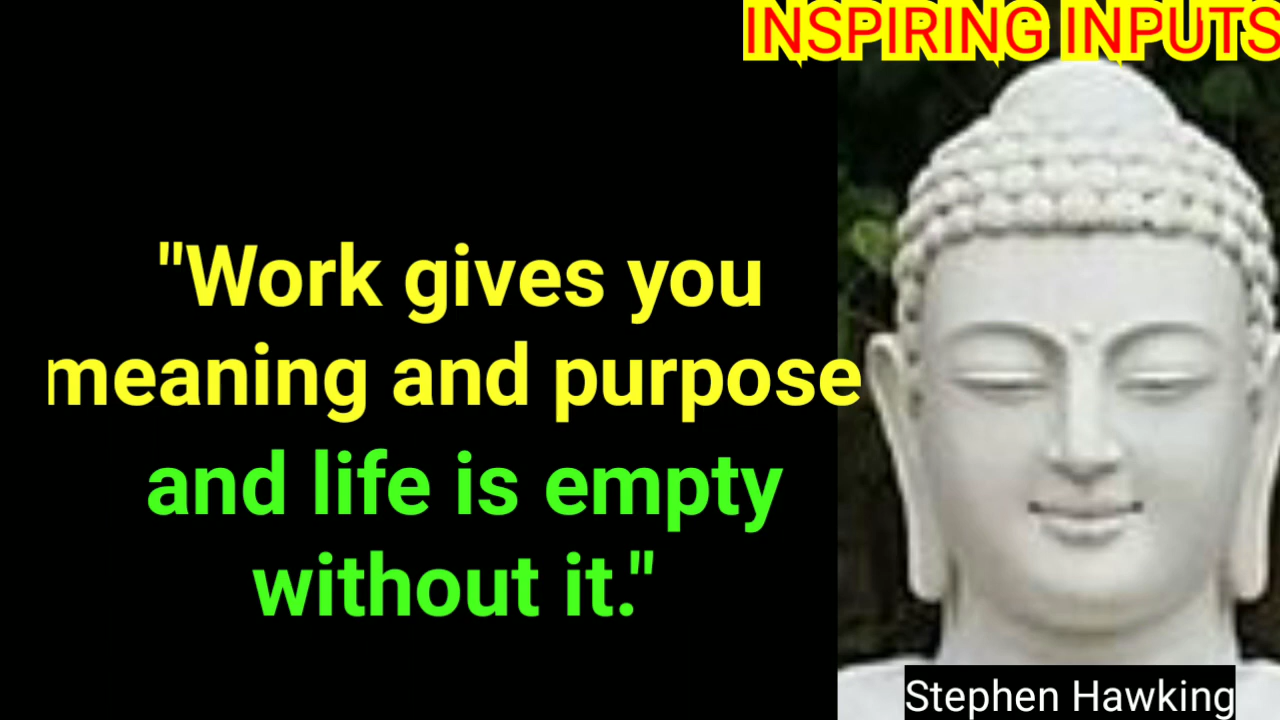 INSPIRING INPUTS
"Work gives you
meaning and purpose
and life is empty
without it."
Stephen Hawking